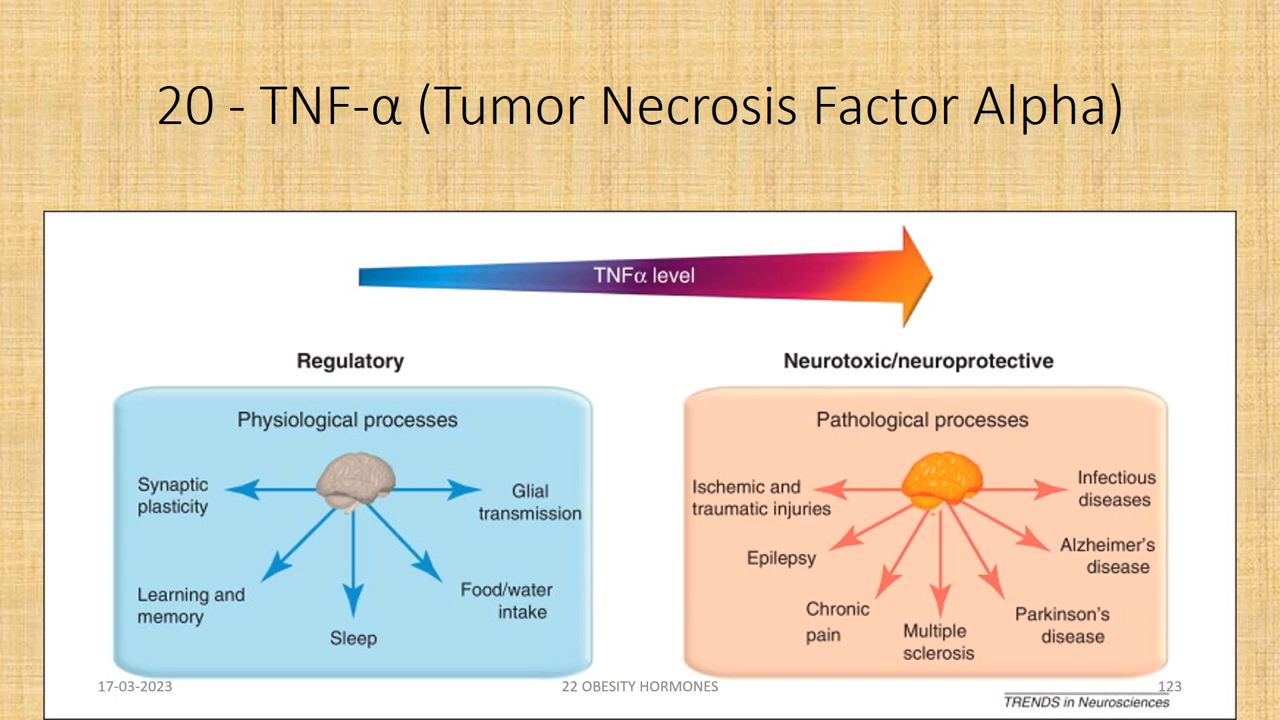 20 - TNF-α (Tumor Necrosis Factor Alpha)
TNFα level
Regulatory
Physiological processes
Synaptic
plasticity
Glial
transmission
Learning and
memory
Sleep
Food/water
intake
Neurotoxic/neuroprotective
Pathological processes
Ischemic and
traumatic injuries
Infectious
diseases
Epilepsy
Alzheimer's
disease
Chronic
pain
Multiple
sclerosis
Parkinson's
disease
17-03-2023
22 OBESITY HORMONES
123
TRENDS in Neurosciences